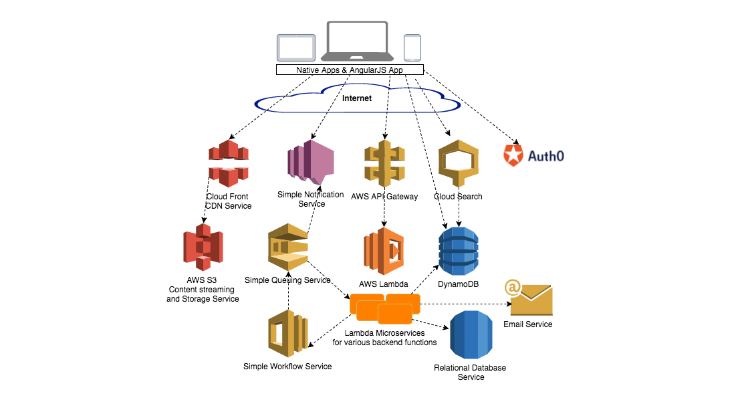 Native Apps & AngularJS App
Internet
Auth0
Cloud Front
CDN Service
Simple Notification
Service
AWS API Gateway
Cloud Search
AWS S3
Content streaming
and Storage Service
Simple Queuing Service
AWS Lambda
DynamoDB
@
Email Service
Lambda Microservices
for various backend functions
Simple Workflow Service
Relational Database
Service